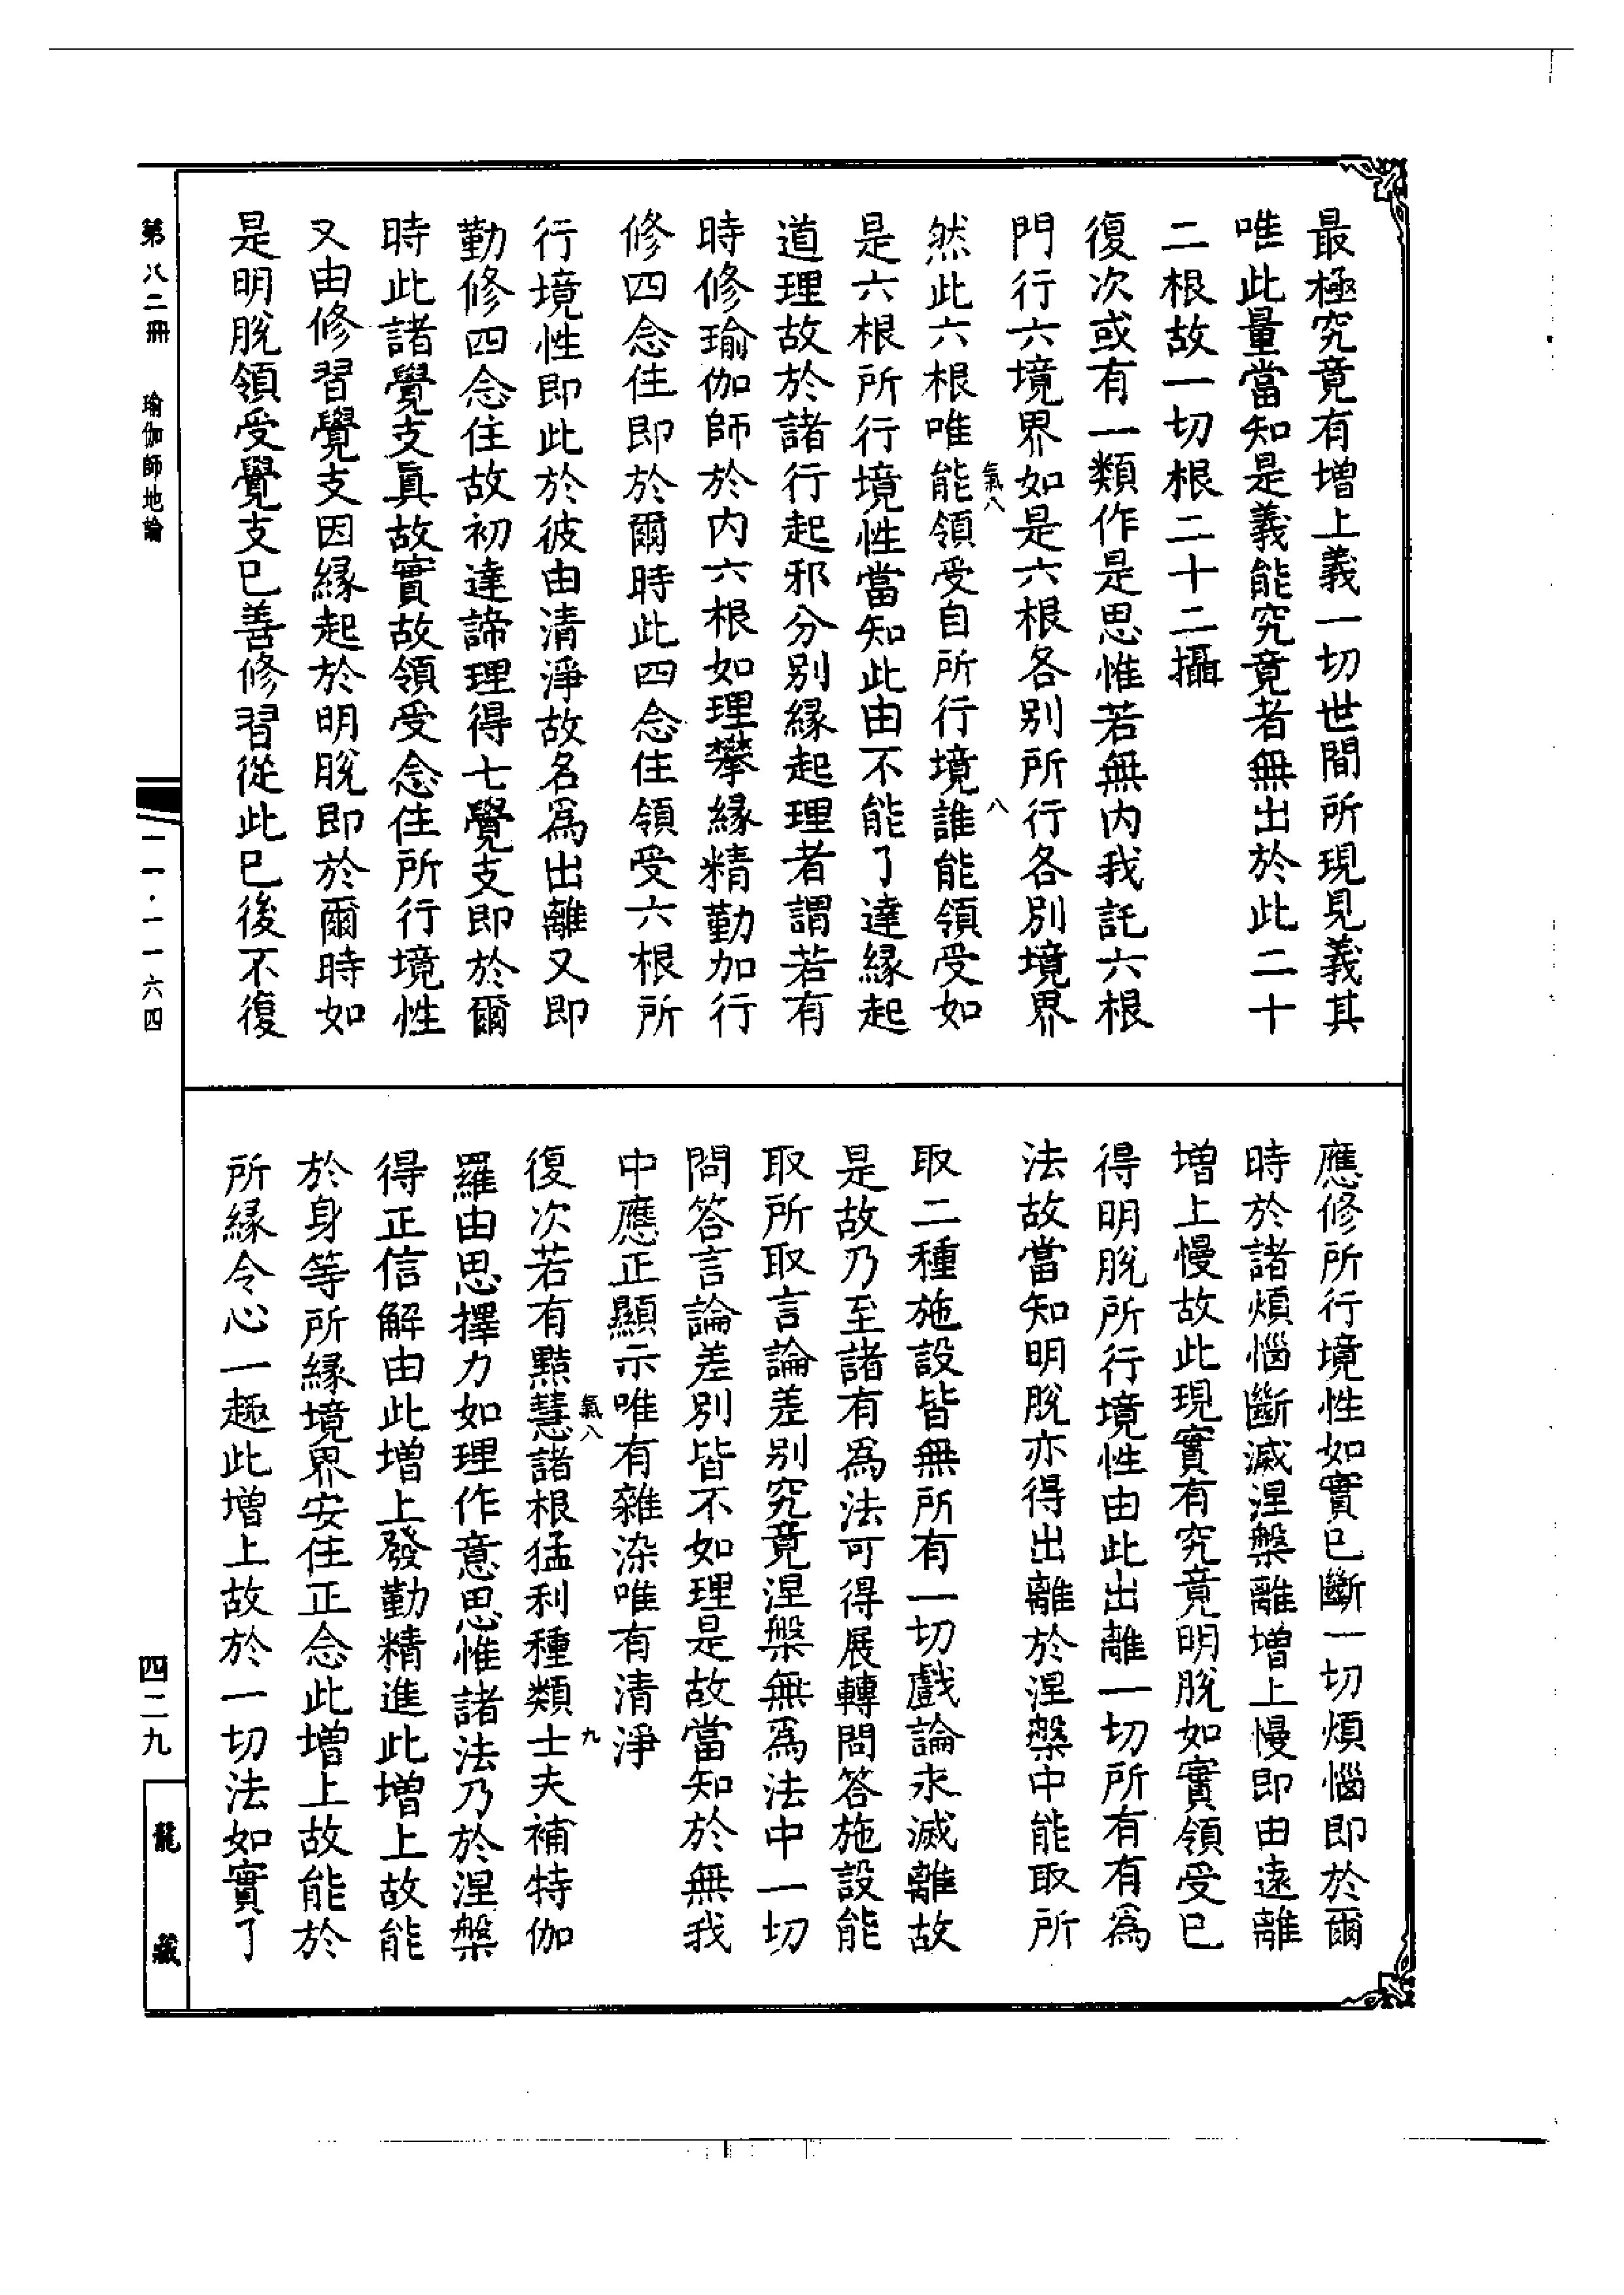 最極究竟有增上義一切世間所現見義其
唯此量當知是義能究竟者無出於此二十
二根故一切根二十二攝
復次或有一類作是思惟若無內我託六根
門行六境界如是六根各別所行各別境界
氣八
八
然此六根唯能領受自所行境誰能領受如
是六根所行境性當知此由不能了達緣起
道理故於諸行起邪分別緣起理者謂若有
時修瑜伽師於內六根如理攀緣精勤加行
修四念住即於爾時此四念住領受六根所
行境性即此於彼由清淨故名為出離又即
勤修四念住故初達諦理得七覺支即於爾
時此諸覺支真故實故領受念住所行境性
又由修習覺支因緣起於明脫即於爾時如
是明脫領受覺支已善修習從此已後不復
應修所行境性如實已斷一切煩惱即於爾
時於諸煩惱斷滅涅槃離增上慢即由遠離
增上慢故此現實有究竟明脫如實領受已
得明脫所行境性由此出離一切所有有為
法故當知明脫亦得出離於涅槃中能取所
取二種施設皆無所有一切戲論永滅離故
是故乃至諸有為法可得展轉問答施設能
取所取言論差別究竟涅槃無為法中一切
問答言論差別皆不如理是故當知於無我
中應正顯示唯有雜染唯有清淨
氣八
九
復次若有黠慧諸根猛利種類士夫補特伽
羅由思擇力如理作意思惟諸法乃於涅槃
得正信解由此增上發勤精進此增上故能
於身等所緣境界安住正念此增上故能於
所緣令心一趣此增上故於一切法如實了
第八二冊 瑜伽師地論
一一·一一六四
四二九
龍藏